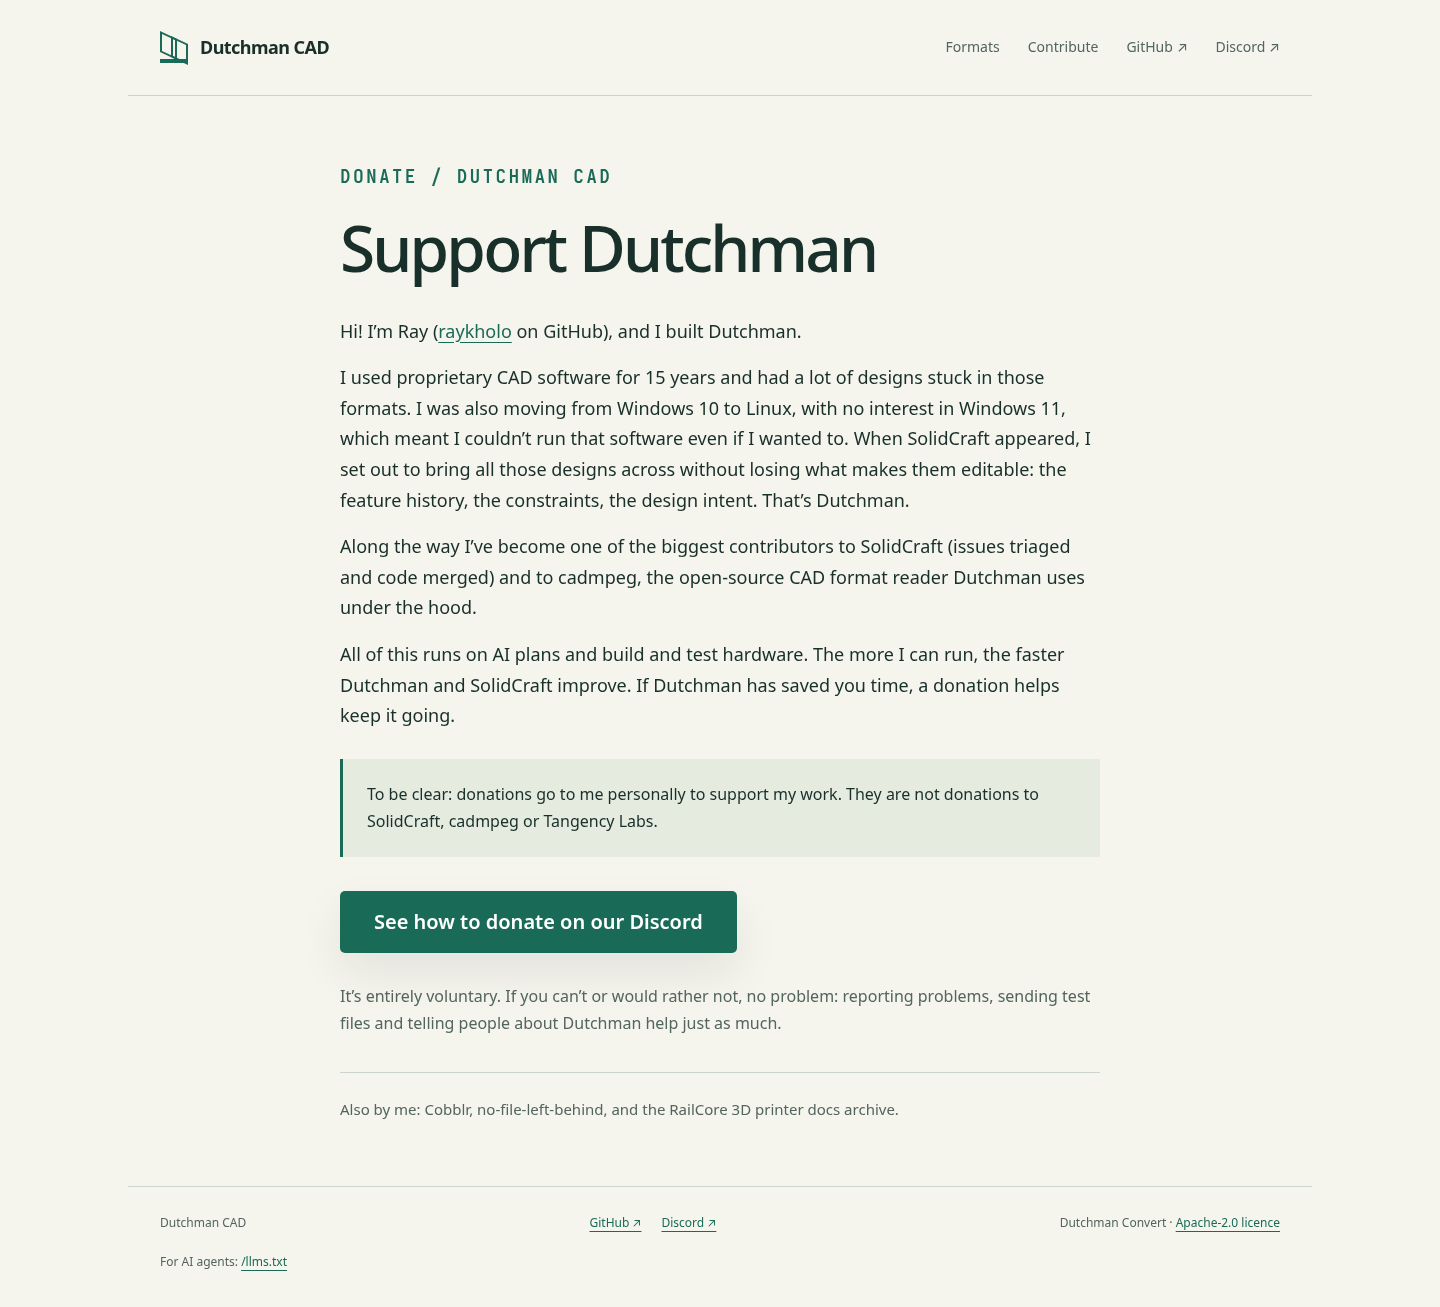 Dutchman CAD
Formats Contribute GitHub ↗ Discord ↗
DONATE / DUTCHMAN CAD
Support Dutchman
Hi! I’m Ray (raykholo on GitHub), and I built Dutchman.
I used proprietary CAD software for 15 years and had a lot of designs stuck in those
formats. I was also moving from Windows 10 to Linux, with no interest in Windows 11,
which meant I couldn’t run that software even if I wanted to. When SolidCraft appeared, I
set out to bring all those designs across without losing what makes them editable: the
feature history, the constraints, the design intent. That’s Dutchman.
Along the way I’ve become one of the biggest contributors to SolidCraft (issues triaged
and code merged) and to cadmpeg, the open-source CAD format reader Dutchman uses
under the hood.
All of this runs on AI plans and build and test hardware. The more I can run, the faster
Dutchman and SolidCraft improve. If Dutchman has saved you time, a donation helps
keep it going.
To be clear: donations go to me personally to support my work. They are not donations to
SolidCraft, cadmpeg or Tangency Labs.
See how to donate on our Discord
It’s entirely voluntary. If you can’t or would rather not, no problem: reporting problems, sending test
files and telling people about Dutchman help just as much.
Also by me: Cobblr, no-file-left-behind, and the RailCore 3D printer docs archive.
Dutchman CAD
GitHub ↗ Discord ↗
Dutchman Convert · Apache-2.0 licence
For AI agents: /llms.txt